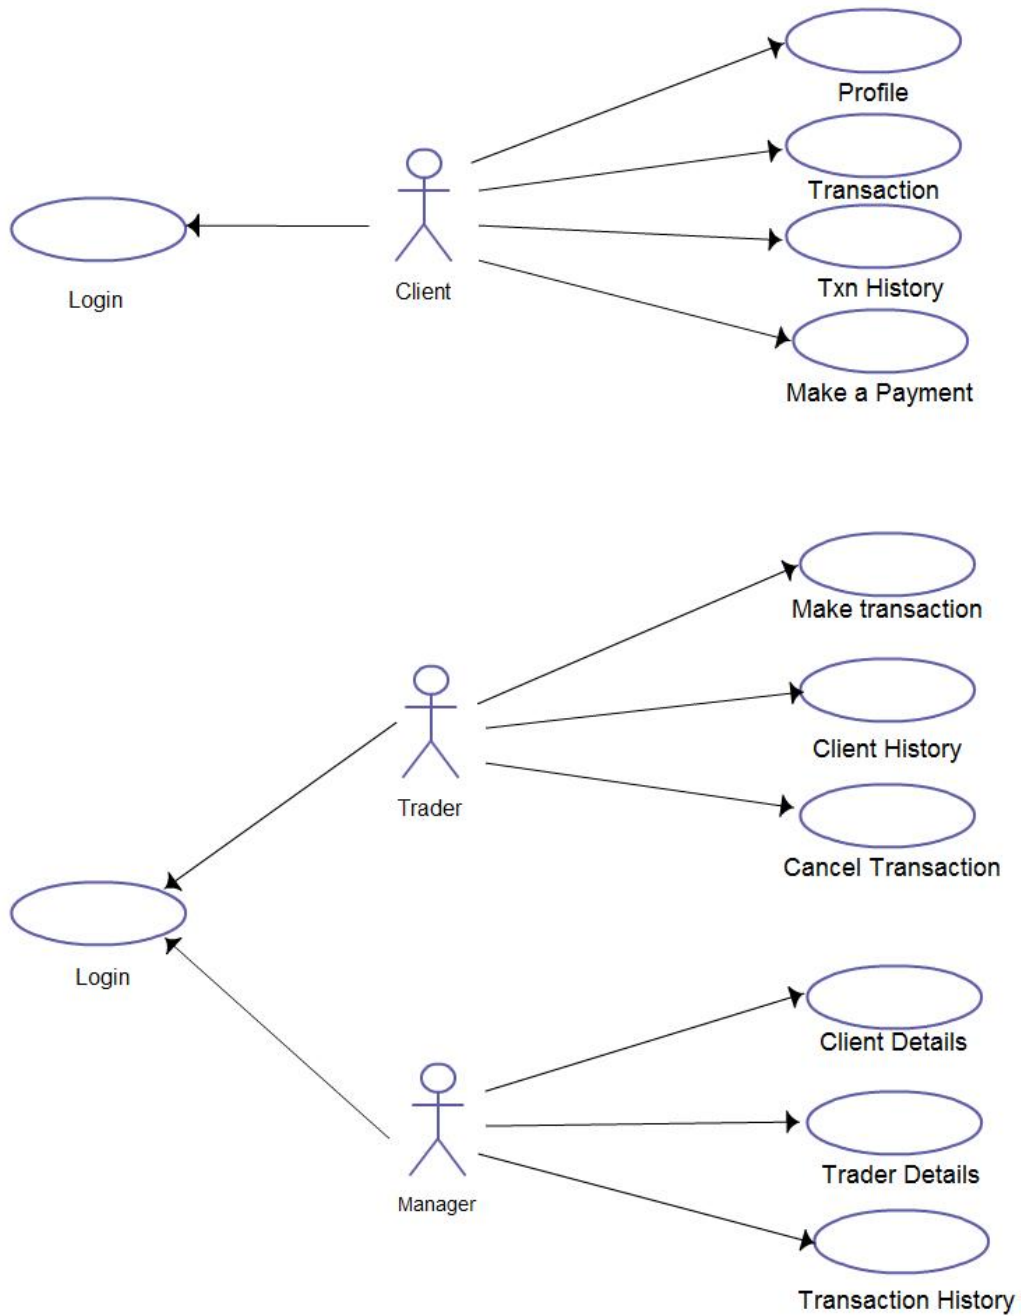 Profile
Transaction
Txn History
Make a Payment
Client
Login
Make transaction
Client History
Cancel Transaction
Trader
Login
Client Details
Trader Details
Transaction History
Manager